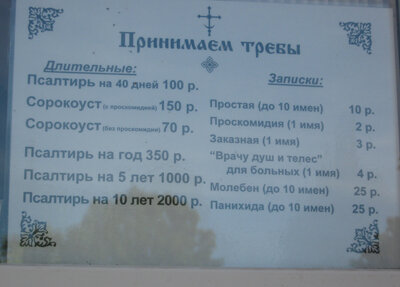 Принимаем требы
Длительные:
Псалтирь на 40 дней 100 р.
Сорокоуст (с проскомидией) 150 р.
Сорокоуст (без проскомидии) 70 р.
Псалтирь на год 350 р.
Псалтирь на 5 лет 1000 р.
Псалтирь на 10 лет 2000 р.
Записки:
Простая (до 10 имен) 10 р.
Проскомидия (1 имя) 2 р.
Заказная (1 имя) 3 р.
"Врачу душ и телес"
для больных (1 имя) 4 р.
Молебен (до 10 имен) 25 р.
Панихида (до 10 имен) 25 р.